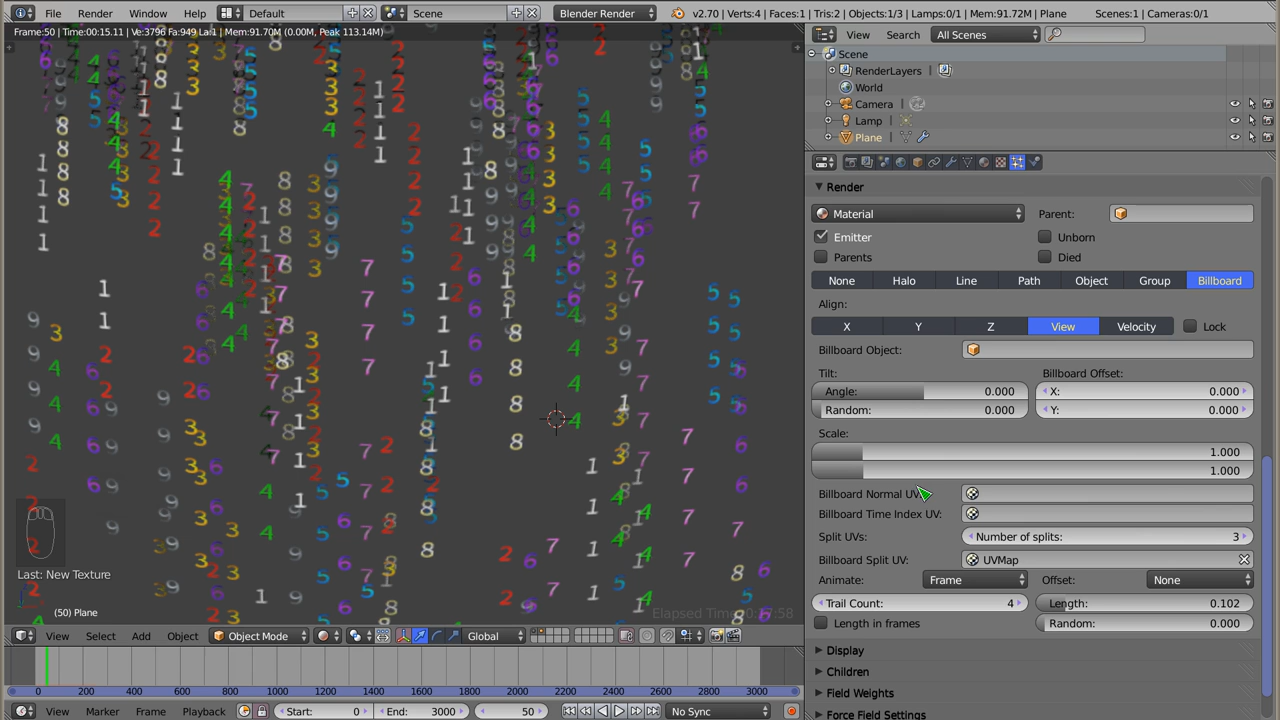 File Render Window Help Default Scene Blender Render v2.70 | Verts:4 | Faces:1 | Tris:2 | Objects:1/3 | Lamps:0/1 | Mem:91.72M | Plane Scenes:1 | Cameras:0/1
Frame:50 | Time:00:15.11 | Ve:3796 Fa:949 La:1 | Mem:91.70M (0.00M, Peak 113.14M)
View Search All Scenes
Scene
RenderLayers
World
Camera
Lamp
Plane
Render
Material Parent:
Emitter Unborn
Parents Died
None Halo Line Path Object Group Billboard
Align:
X Y Z View Velocity Lock
Billboard Object:
Tilt: Billboard Offset:
Angle: 0.000 X: 0.000
Random: 0.000 Y: 0.000
Scale:
1.000
1.000
Billboard Normal UV:
Billboard Time Index UV:
Split UVs: Number of splits: 3
Billboard Split UV: UVMap
Animate: Frame Offset: None
Trail Count: 4 Length: 0.102
Length in frames Random: 0.000
Display
Children
Field Weights
Force Field Settings
Last: New Texture
(50) Plane
View Select Add Object Object Mode Global
0 200 400 600 800 1000 1200 1400 1600 1800 2000 2200 2400 2600 2800 3000
View Marker Frame Playback Start: 0 End: 3000 50 No Sync